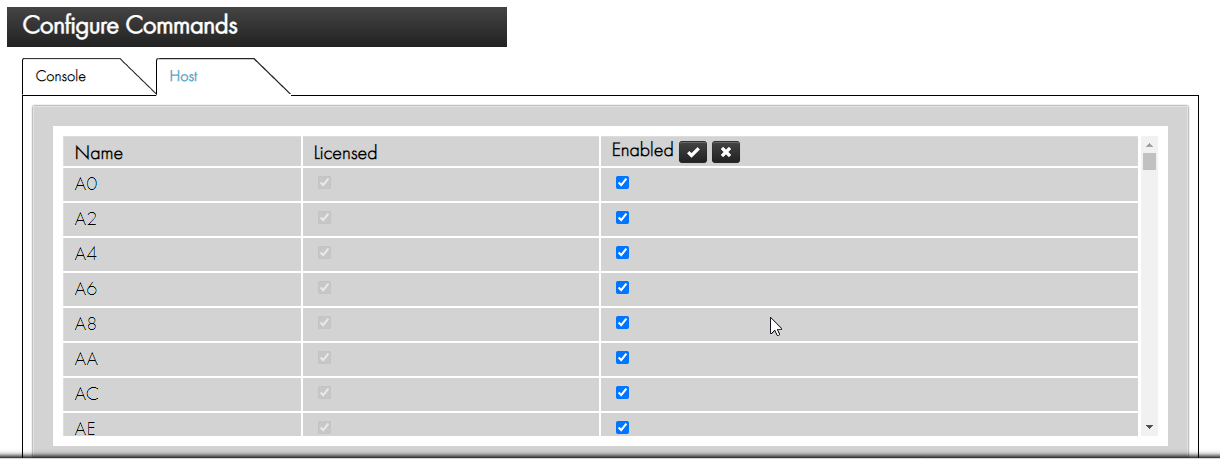 Configure Commands
Console Host
Name Licensed Enabled
A0
A2
A4
A6
A8
AA
AC
AE